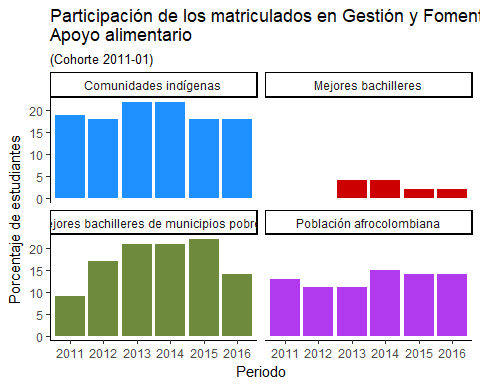 Participación de los matriculados en Gestión y Foment
Apoyo alimentario
(Cohorte 2011-01)
Comunidades indígenas
Mejores bachilleres
20
15
10
5
0
ejores bachilleres de municipios pobre
Población afrocolombiana
20
15
10
5
0
Porcentaje de estudiantes
2011 2012 2013 2014 2015 2016
2011 2012 2013 2014 2015 2016
Periodo